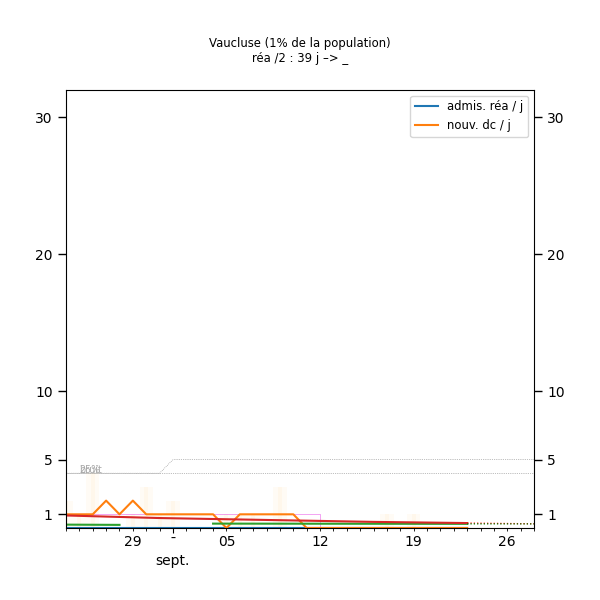 Vaucluse (1% de la population)
réa /2 : 39 j –> _
admis. réa / j
nouv. dc / j
30 30
20 20
10 10
5 5
1 1
29 - 05 12 19 26
sept.